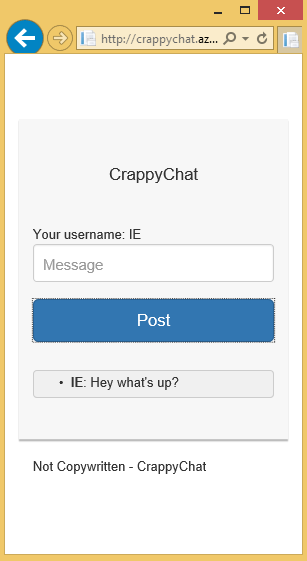 http://crappychat.az...
CrappyChat
Your username: IE
Message
Post
• IE: Hey what's up?
Not Copywritten - CrappyChat